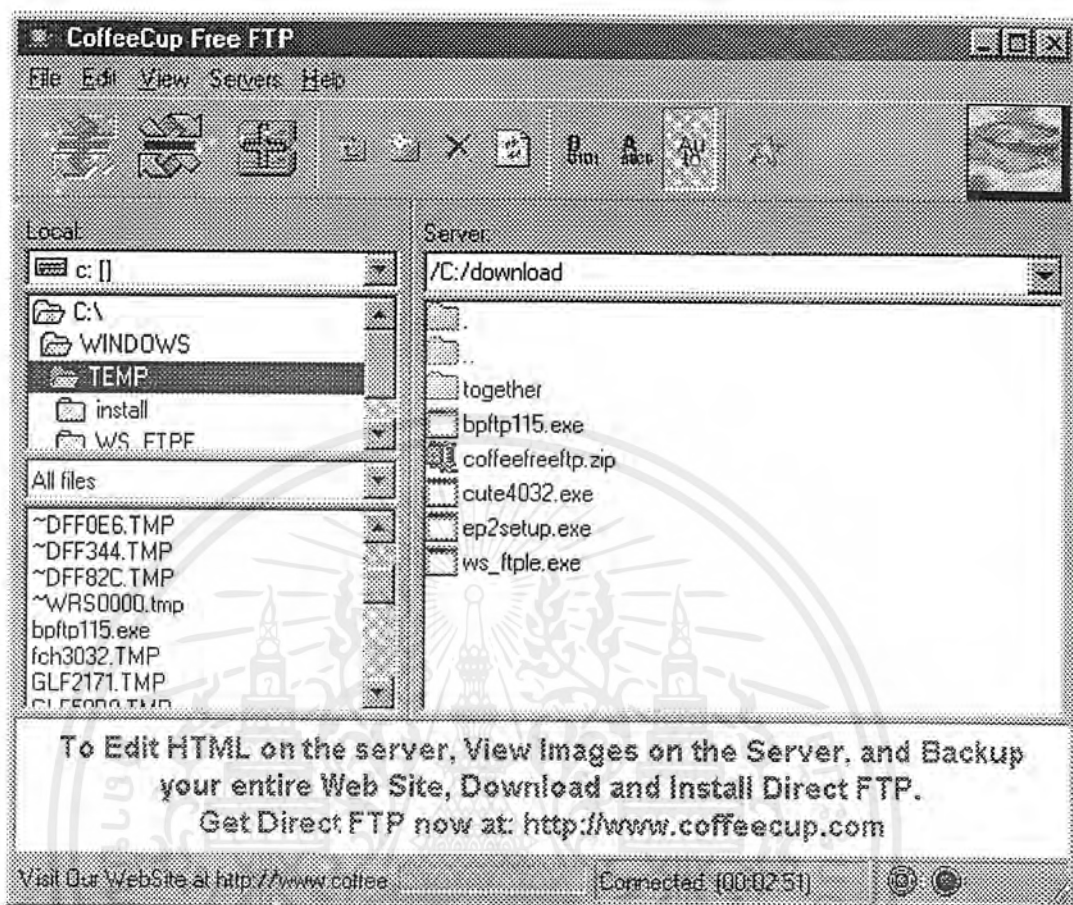 CoffeeCup Free FTP
File Edit View Servers Help
Local:
c: []
C:\
WINDOWS
TEMP
install
WS_FTPF
All files
~DFF0E6.TMP
~DFF344.TMP
~DFF82C.TMP
~WRS0000.tmp
bpftp115.exe
fch3032.TMP
GLF2171.TMP
Server:
/C:/download
.
..
together
bpftp115.exe
coffeefreeftp.zip
cute4032.exe
ep2setup.exe
ws_ftple.exe
To Edit HTML on the server, View Images on the Server, and Backup
your entire Web Site, Download and Install Direct FTP.
Get Direct FTP now at: http://www.coffeecup.com
Visit Our WebSite at http://www.coffee
Connected (00:02:51)